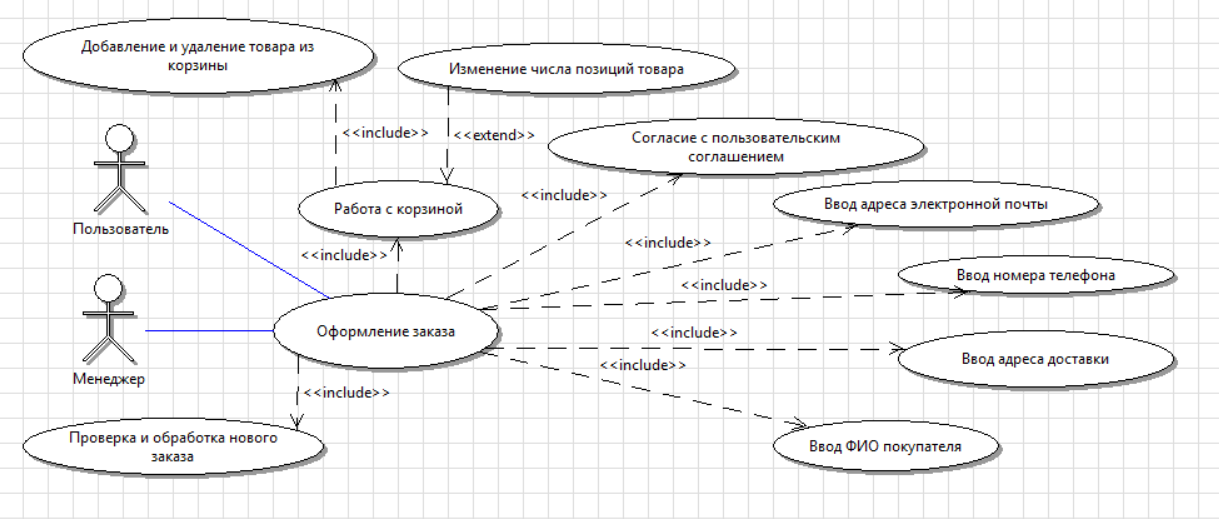 Добавление и удаление товара из
корзины
Изменение числа позиций товара
<<include>>
<<extend>>
Согласие с пользовательским
соглашением
Пользователь
Работа с корзиной
<<include>>
Ввод адреса электронной почты
<<include>>
<<include>>
Ввод номера телефона
<<include>>
Менеджер
Оформление заказа
<<include>>
Ввод адреса доставки
<<include>>
<<include>>
Проверка и обработка нового
заказа
Ввод ФИО покупателя